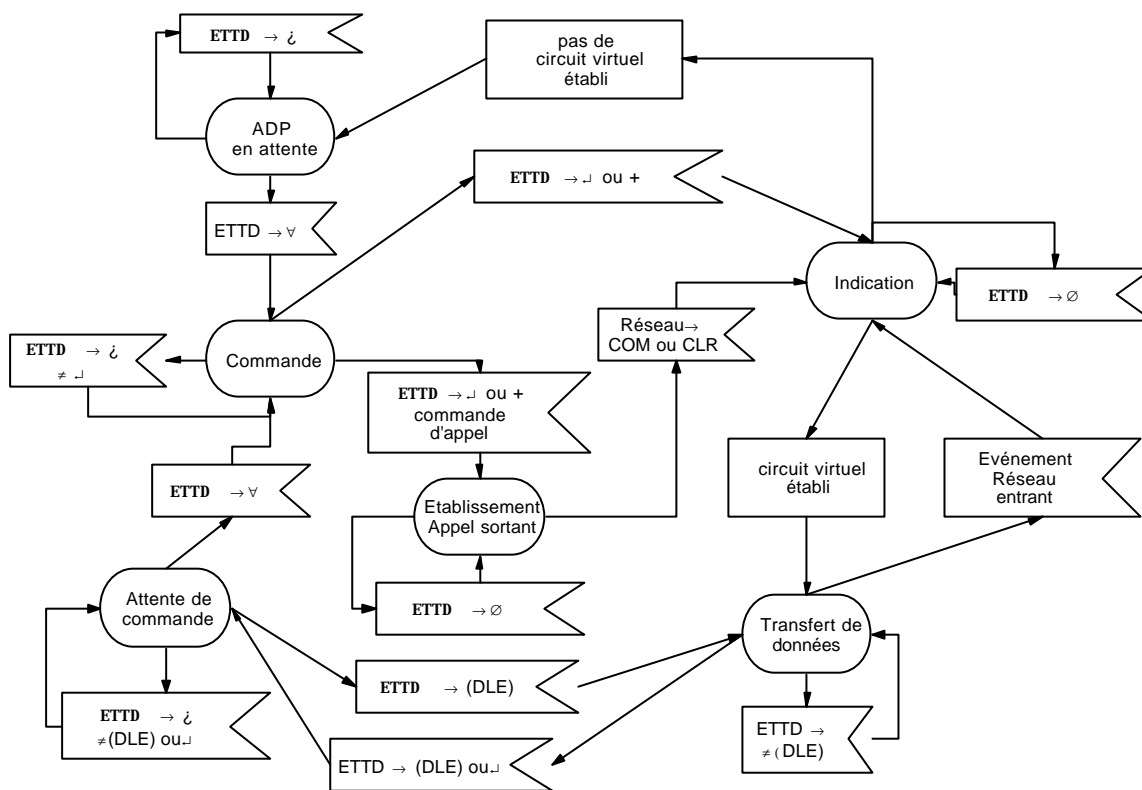 ETTD → ¿
pas de
circuit virtuel
établi
ADP
en attente
ETTD → ↵ ou +
ETTD → ∀
Indication
ETTD → ∅
Réseau→
COM ou CLR
ETTD → ¿
≠ ↵
Commande
ETTD → ↵ ou +
commande
d'appel
circuit virtuel
établi
Evénement
Réseau
entrant
ETTD → ∀
Etablissement
Appel sortant
Attente de
commande
ETTD → ∅
Transfert de
données
ETTD → (DLE)
ETTD → ¿
≠(DLE) ou↵
ETTD →
≠(DLE)
ETTD → (DLE) ou↵